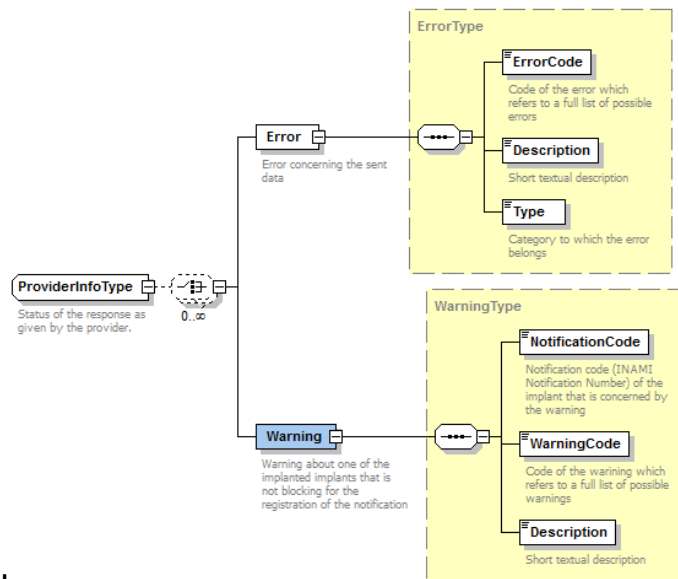 ErrorType
ErrorCode
Code of the error which
refers to a full list of possible
errors
Error
Error concerning the sent
data
Description
Short textual description
Type
Category to which the error
belongs
ProviderInfoType
Status of the response as
given by the provider.
0..∞
WarningType
NotificationCode
Notification code (INAMI
Notification Number) of the
implant that is concerned by
the warning
Warning
Warning about one of the
implanted implants that is
not blocking for the
registration of the notification
WarningCode
Code of the warining which
refers to a full list of possible
warnings
Description
Short textual description
.